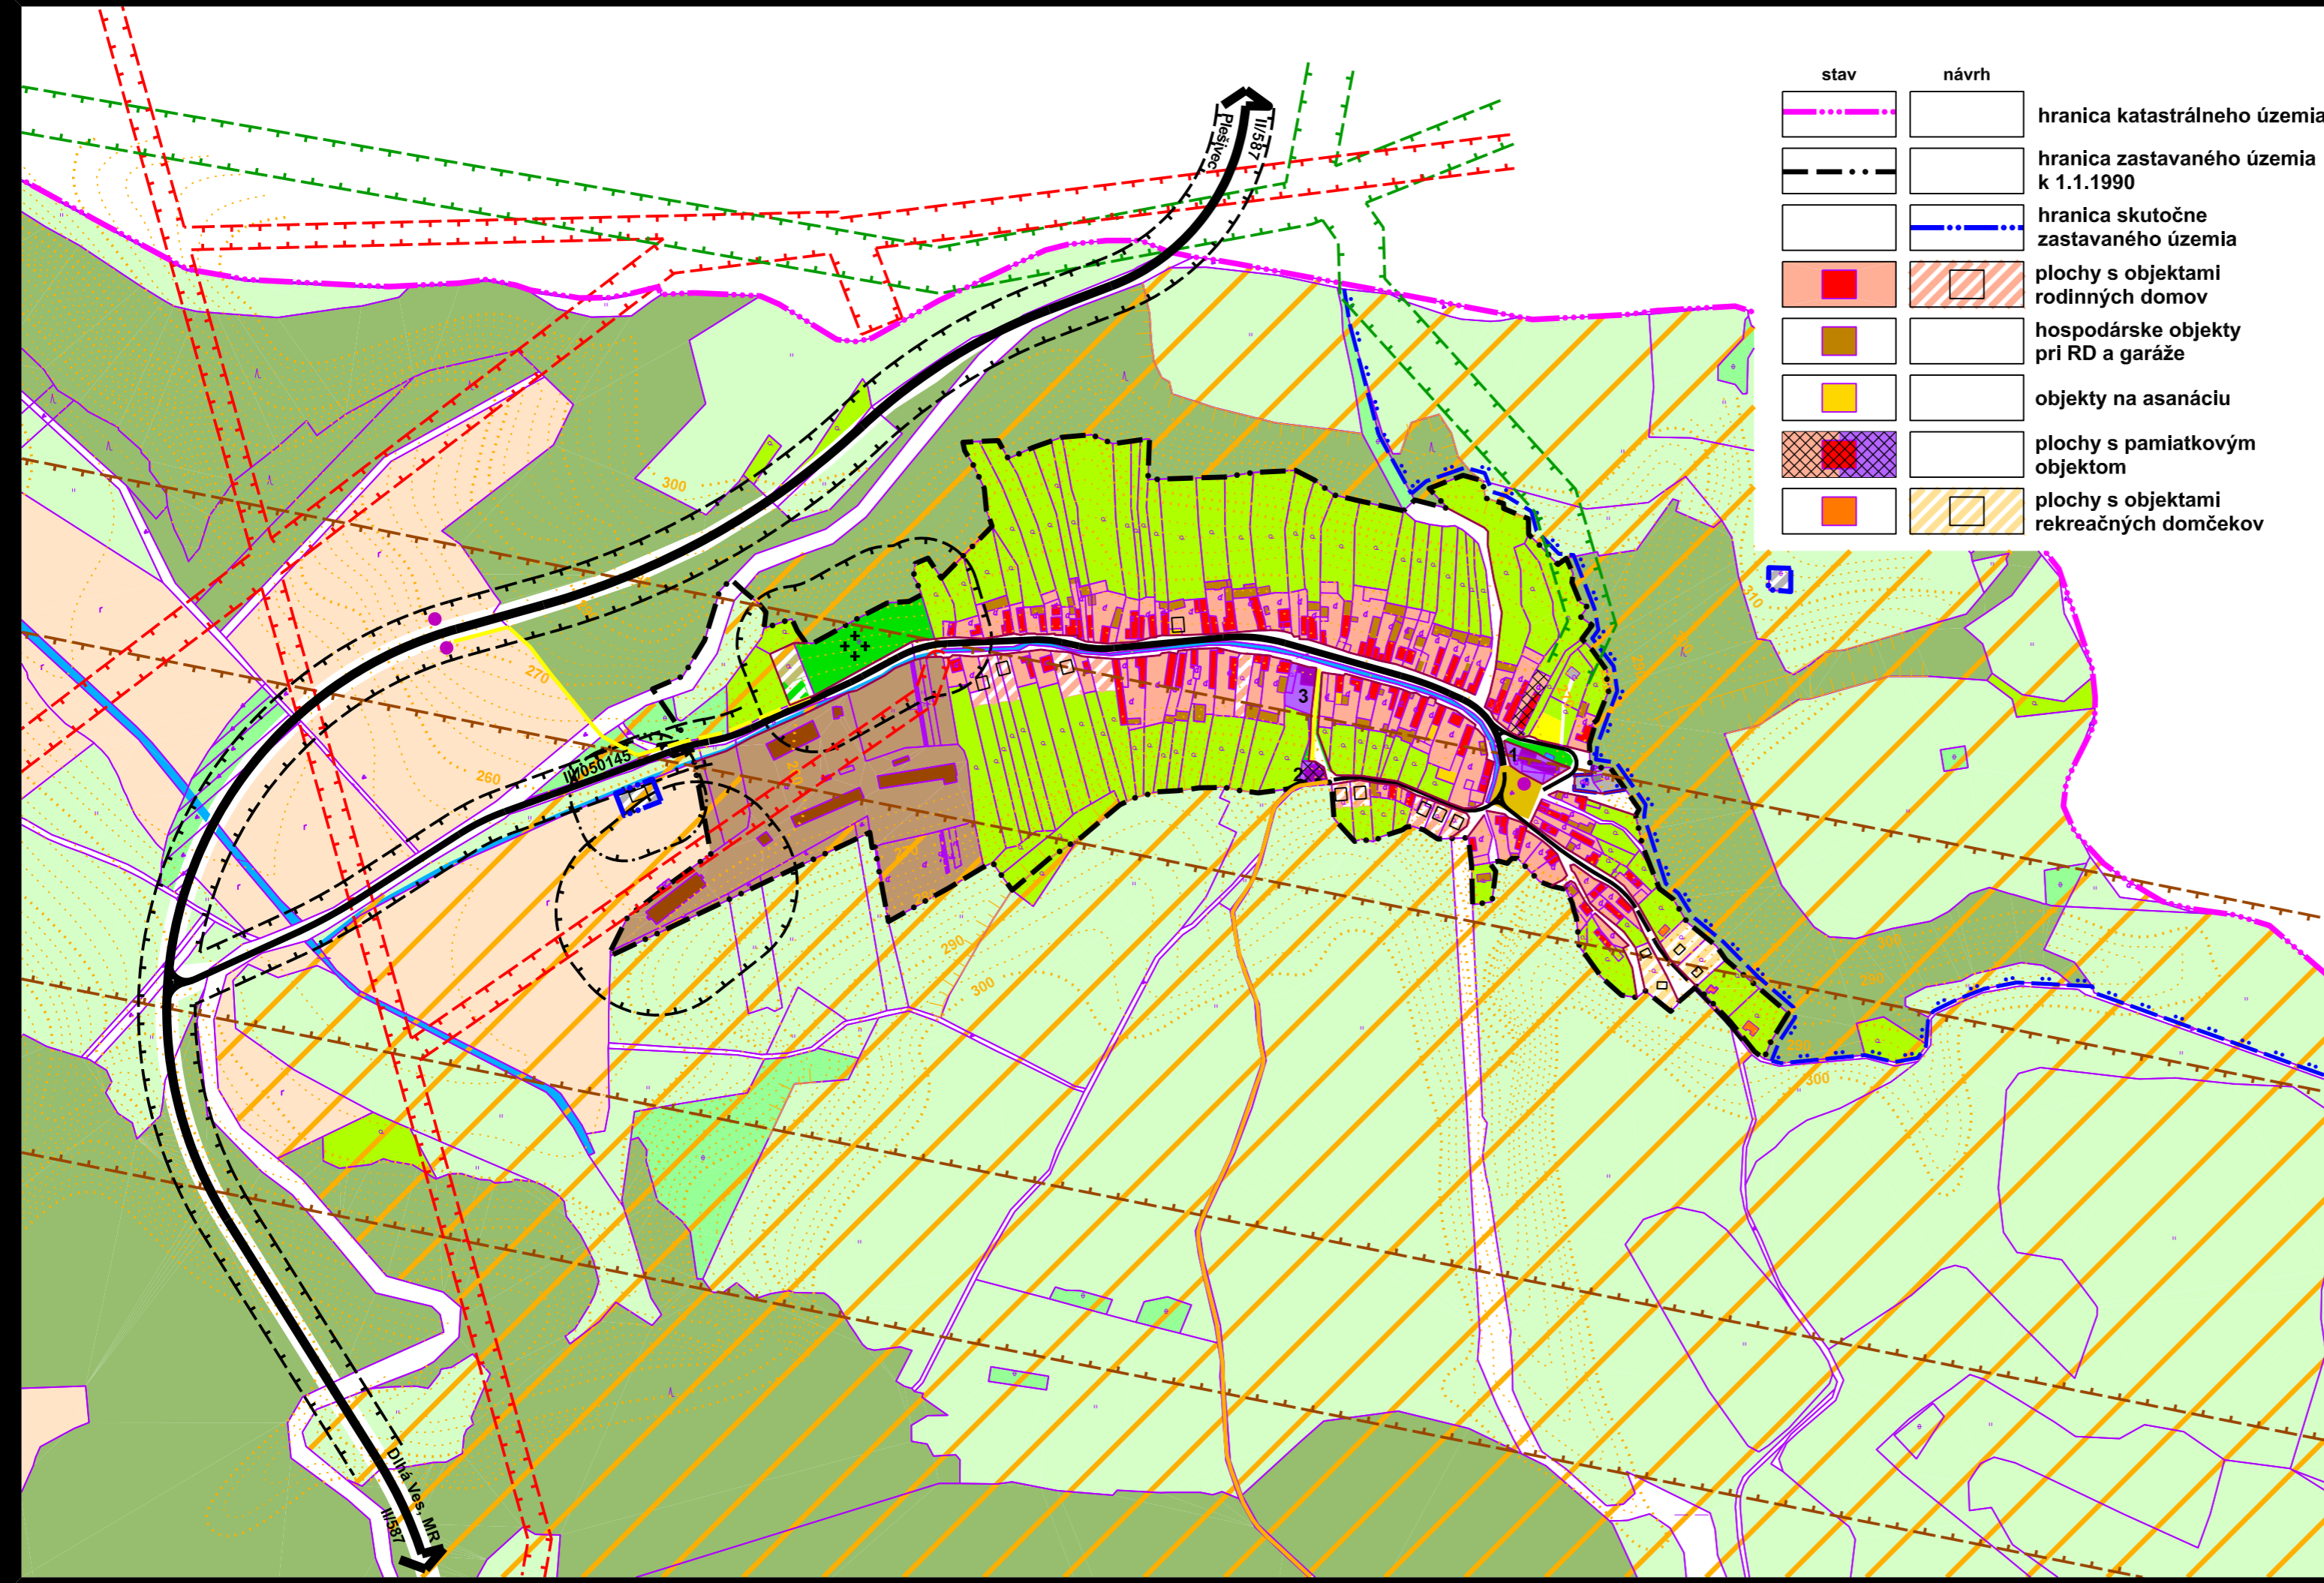 stav
návrh
hranica katastrálneho územia
hranica zastavaného územia
k 1.1.1990
hranica skutočne
zastavaného územia
plochy s objektami
rodinných domov
hospodárske objekty
pri RD a garáže
objekty na asanáciu
plochy s pamiatkovým
objektom
plochy s objektami
rekreačných domčekov
Plešivec
II/587
300
270
260
III/050145
290
300
310
3
2
1
300
290
290
300
Dlhá Ves, MR
II/587